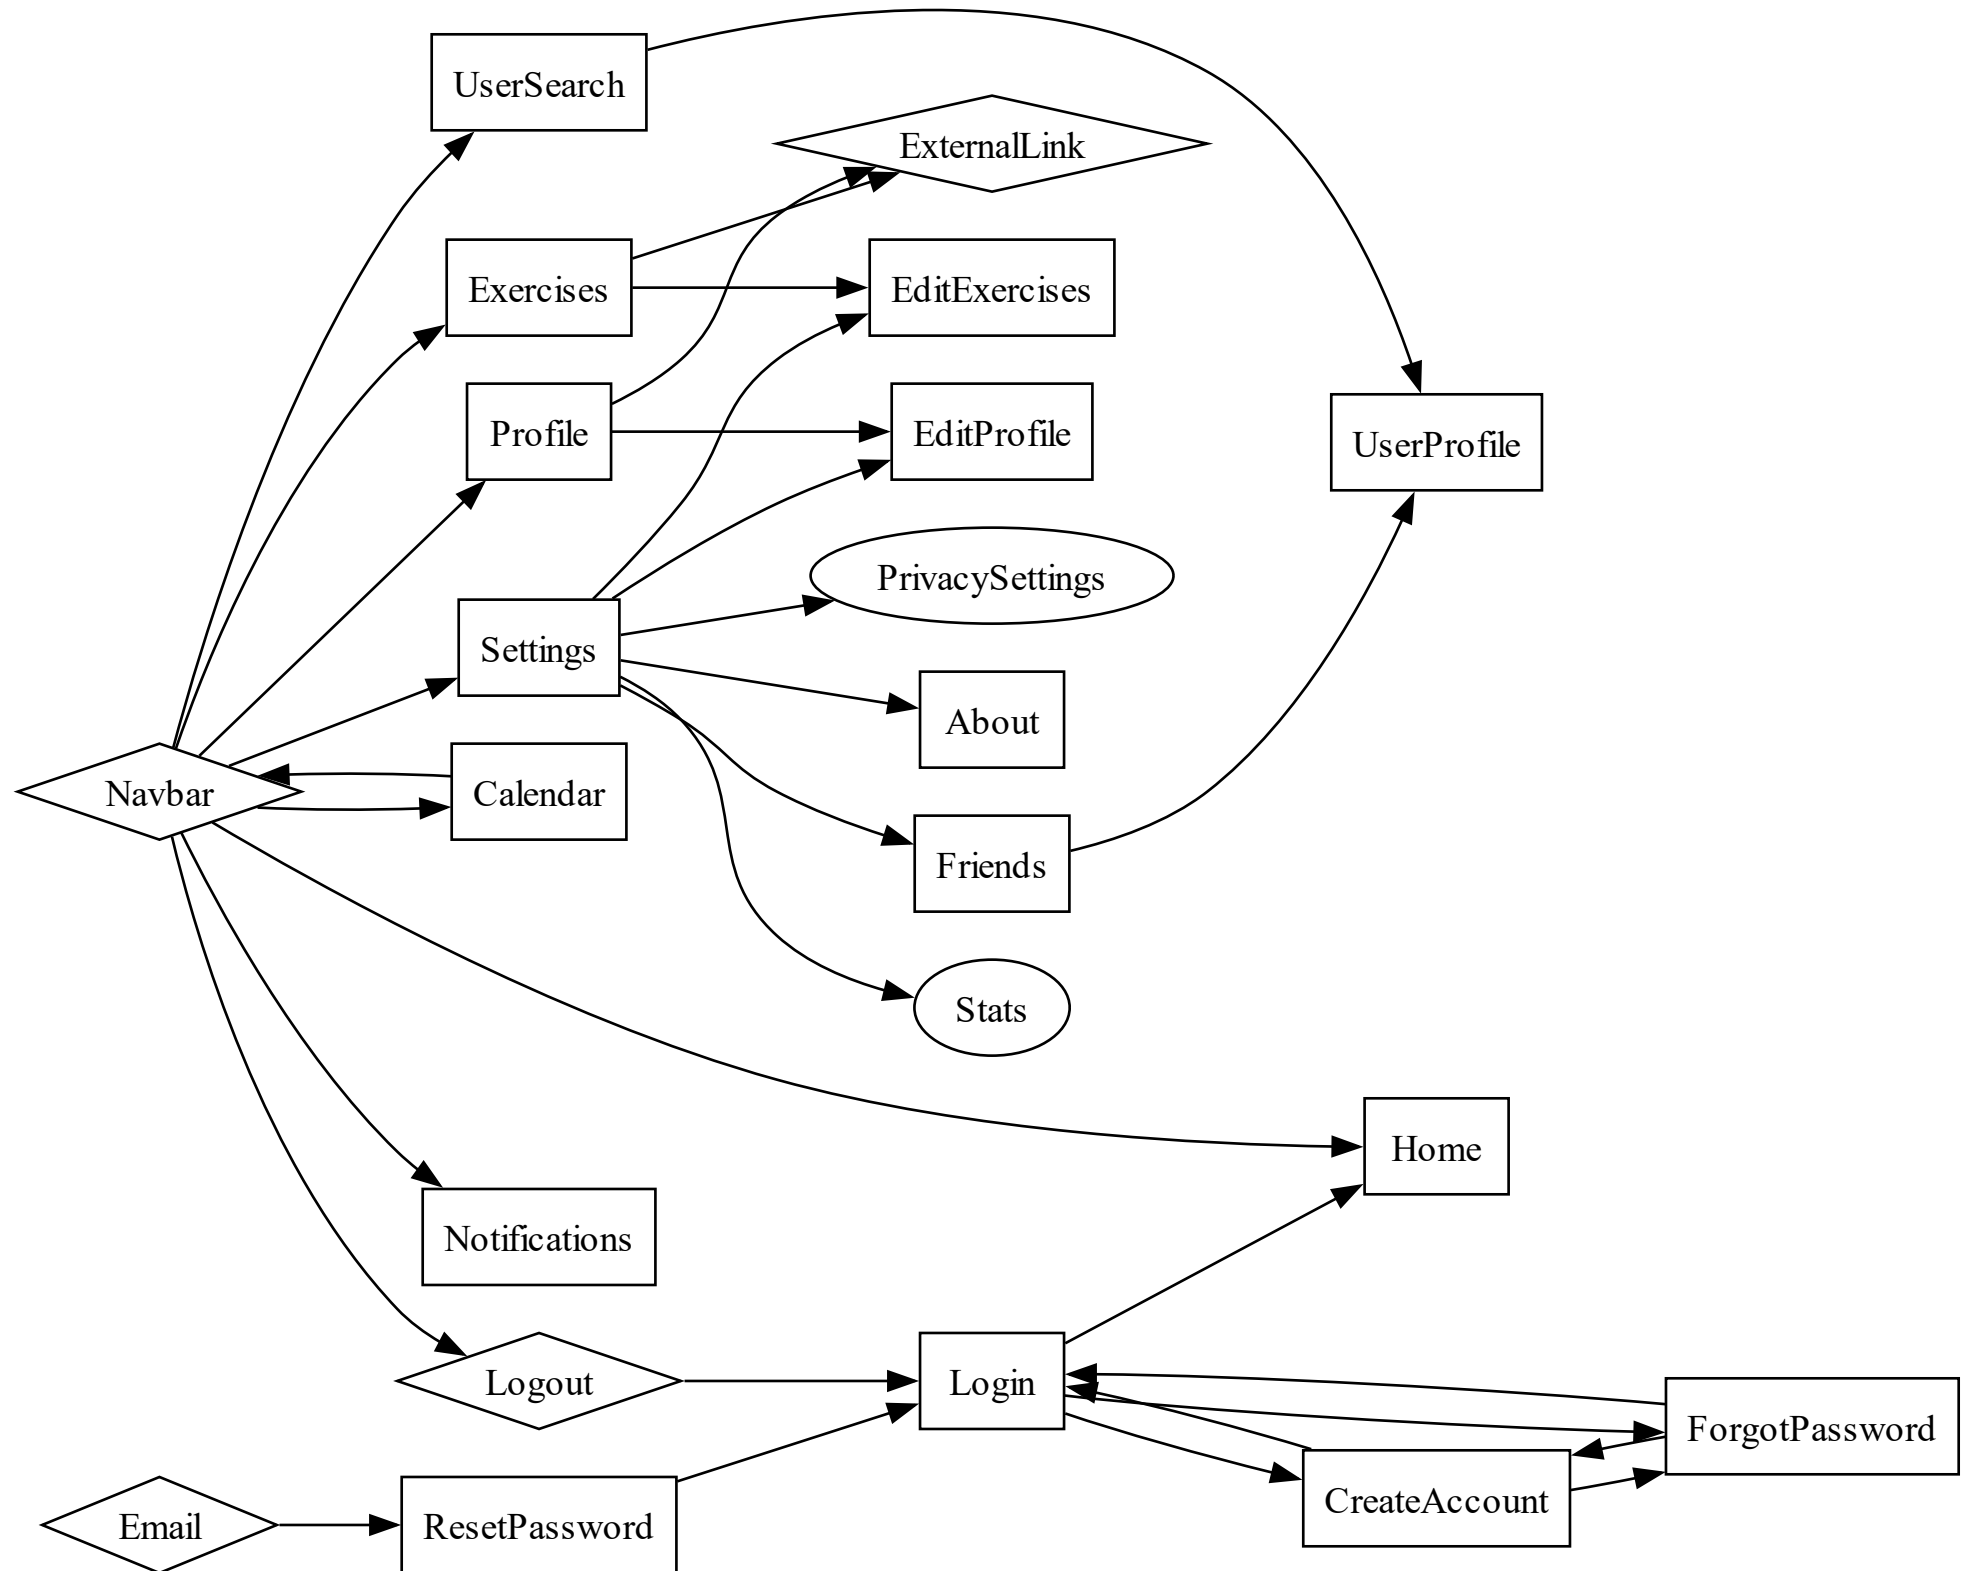 UserSearch
ExternalLink
Exercises
EditExercises
Profile
EditProfile
UserProfile
PrivacySettings
Settings
About
Navbar
Calendar
Friends
Stats
Home
Notifications
Logout
Login
ForgotPassword
CreateAccount
Email
ResetPassword